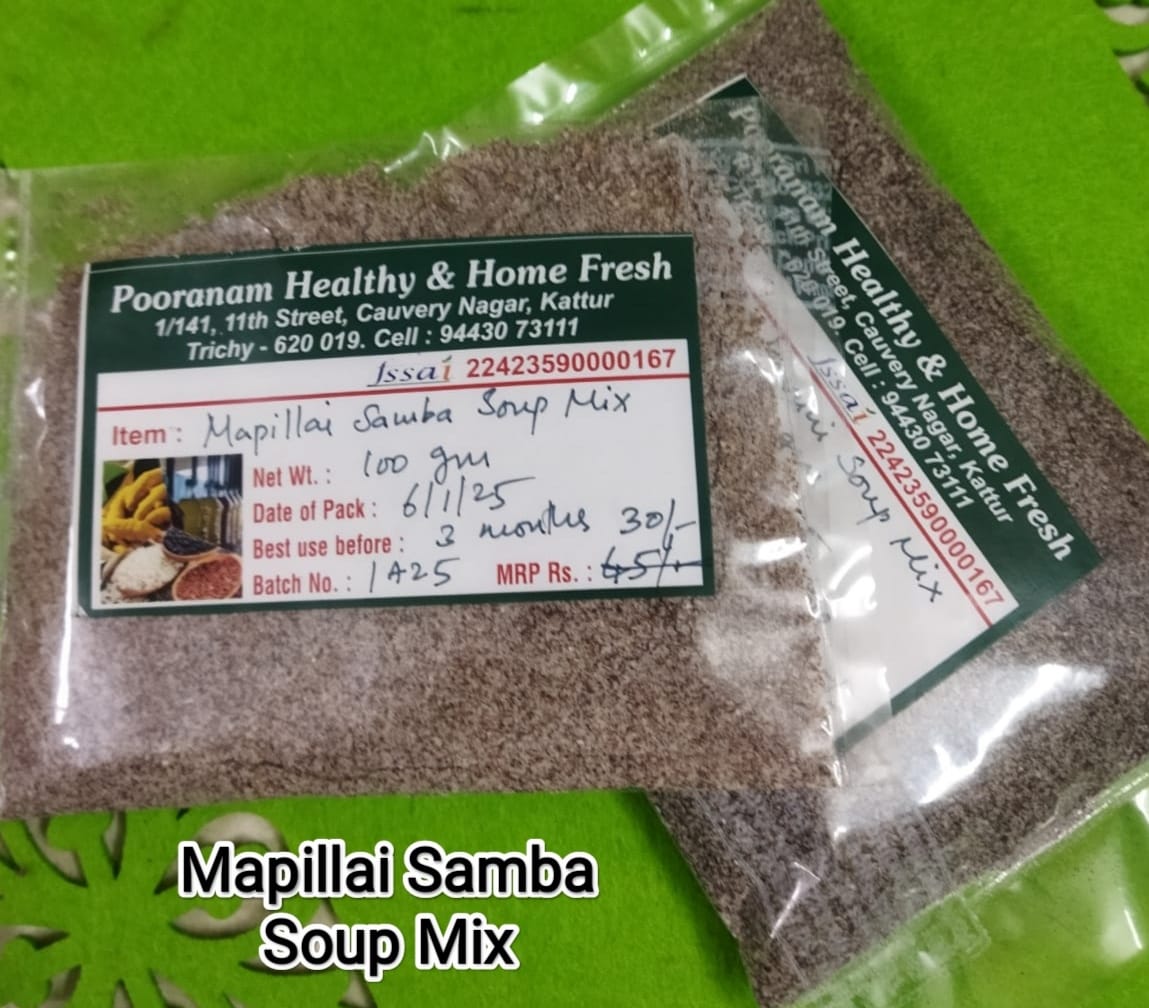 Pooranam Healthy & Home Fresh
1/141, 11th Street, Cauvery Nagar, Kattur
Trichy - 620 019. Cell : 94430 73111
fssai 22423590000167
Item : Mapillai Samba Soup Mix
Net Wt. : 100 gm
Date of Pack : 6/1/25
Best use before : 3 months 30/-
Batch No. : 1A25 MRP Rs. : 45/-
Pooranam Healthy & Home Fresh
11th Street, Cauvery Nagar, Kattur
620 019. Cell : 94430 73111
fssai 22423590000167
Soup Mix
Mapillai Samba
Soup Mix